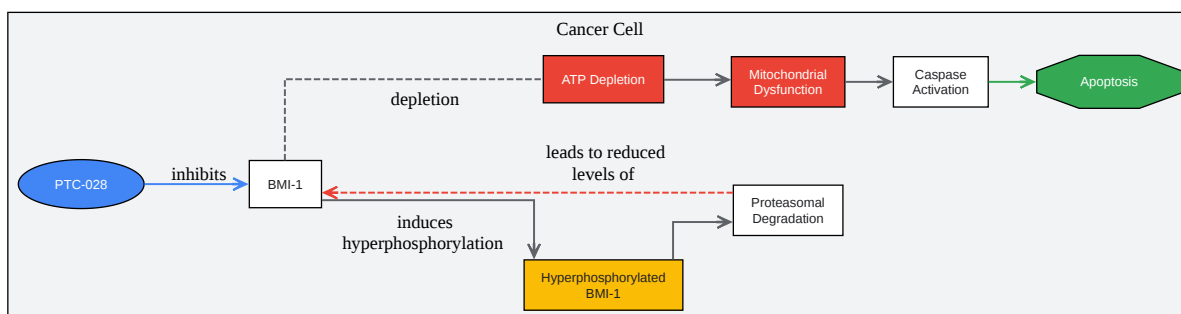 Cancer Cell
ATP Depletion
Mitochondrial
Dysfunction
Caspase
Activation
Apoptosis
depletion
PTC-028
inhibits
BMI-1
leads to reduced
levels of
Proteasomal
Degradation
induces
hyperphosphorylation
Hyperphosphorylated
BMI-1